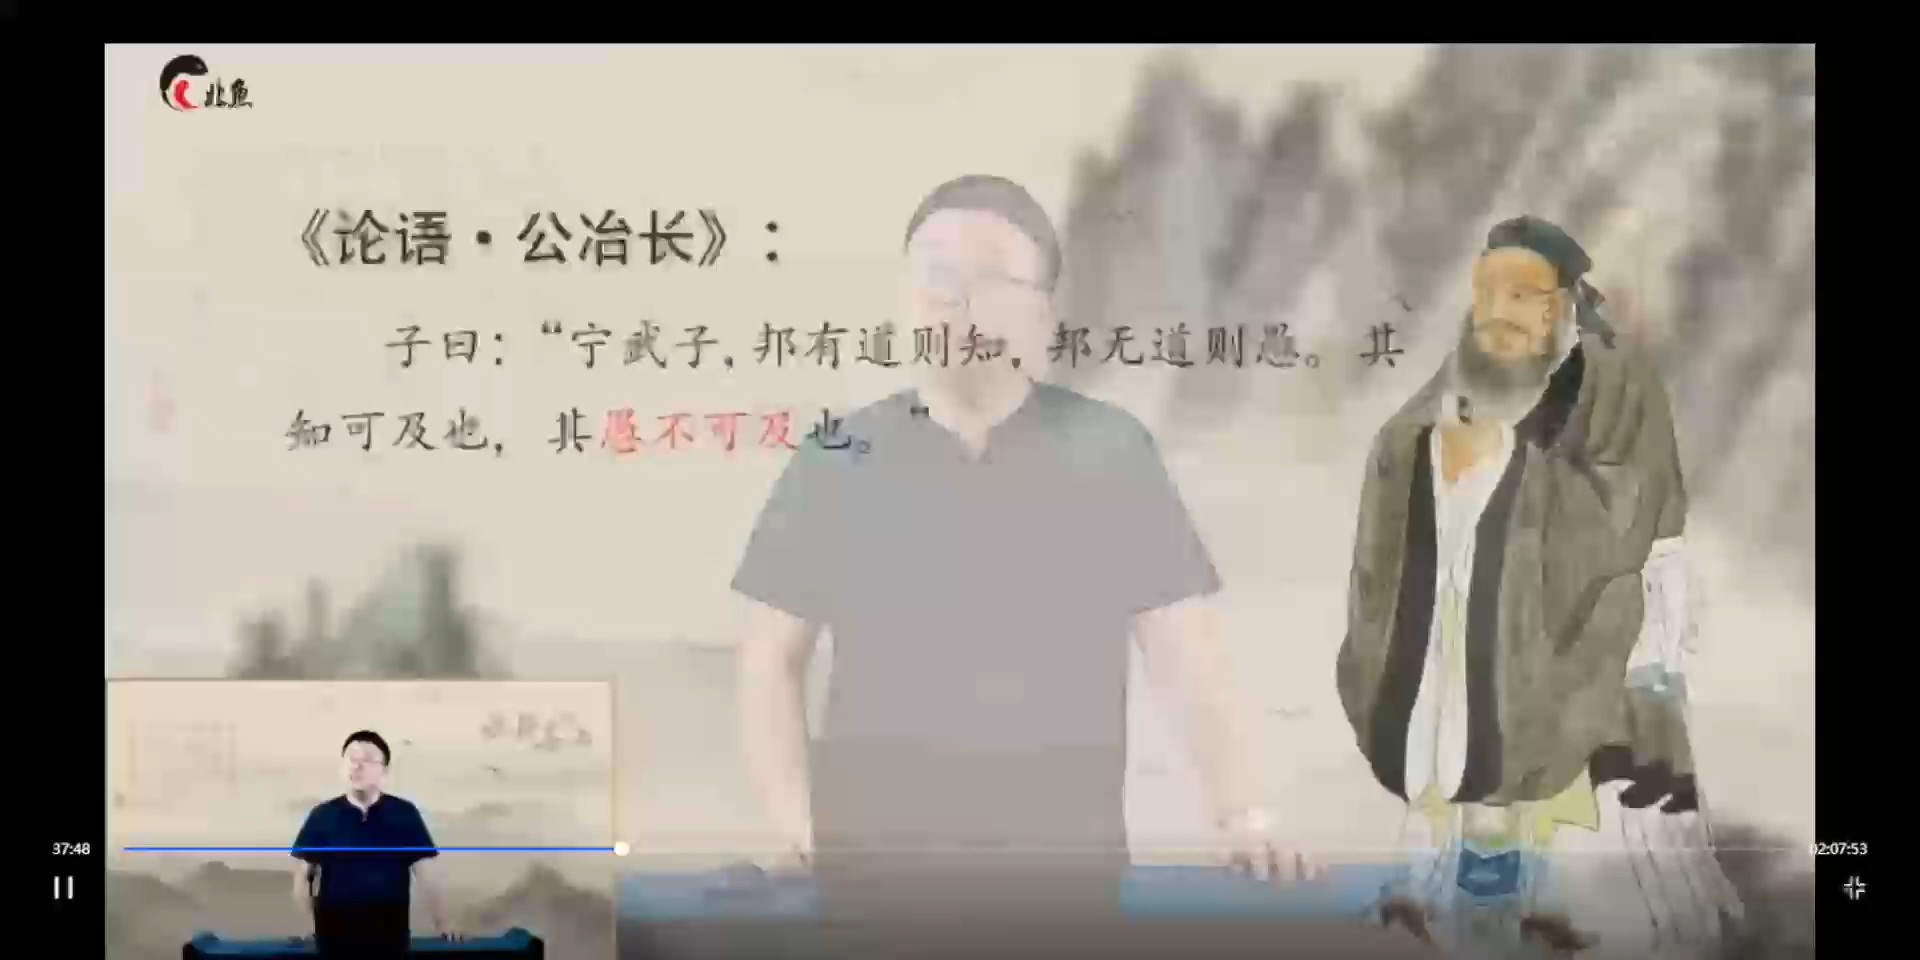 北鱼
《论语·公冶长》：
子曰：“宁武子，邦有道则知，邦无道则愚。其
知可及也，其愚不可及也。”
37:48
02:07:53